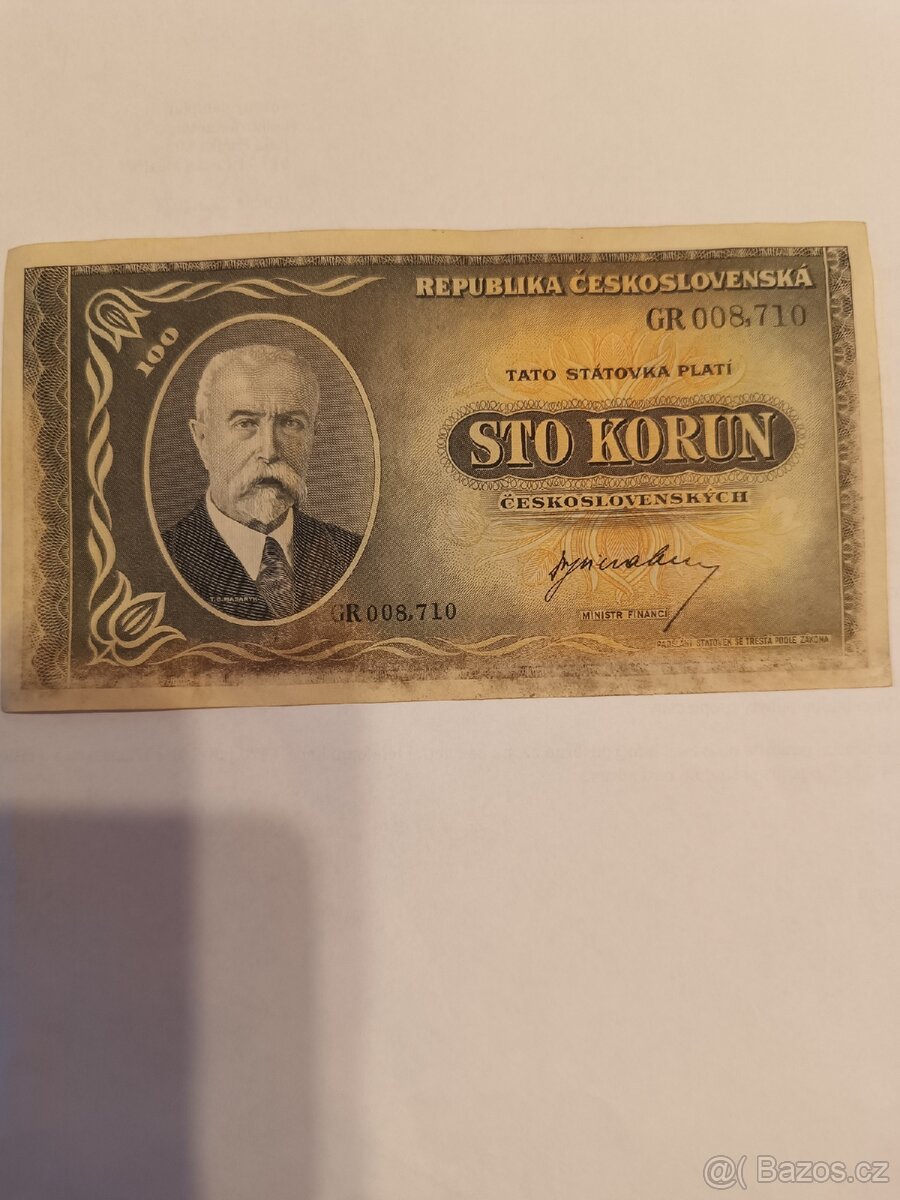 REPUBLIKA ČESKOSLOVENSKÁ
GR 008,710
100
TATO STÁTOVKA PLATÍ
STO KORUN
ČESKOSLOVENSKÝCH
T. G. MASARYK
GR 008,710
MINISTR FINANCÍ
PADĚLÁNÍ STÁTOVEK SE TRESTÁ PODLE ZÁKONA
@( Bazos.cz